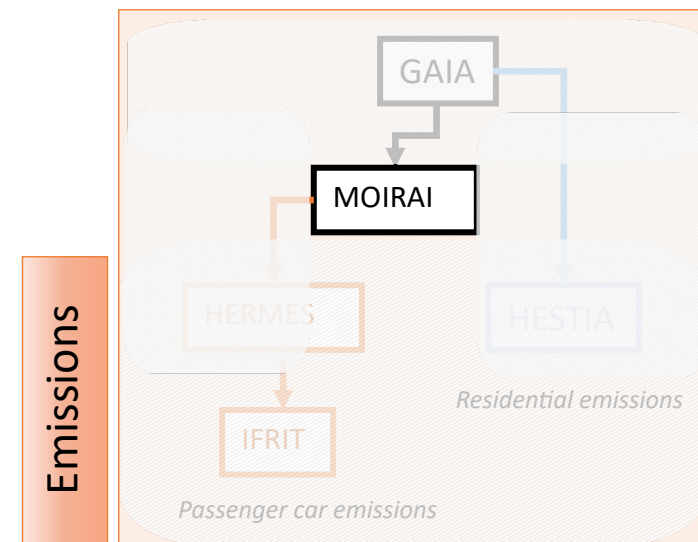 GAIA
MOIRAI
HERMES
HESTIA
Emissions
Residential emissions
IFRIT
Passenger car emissions